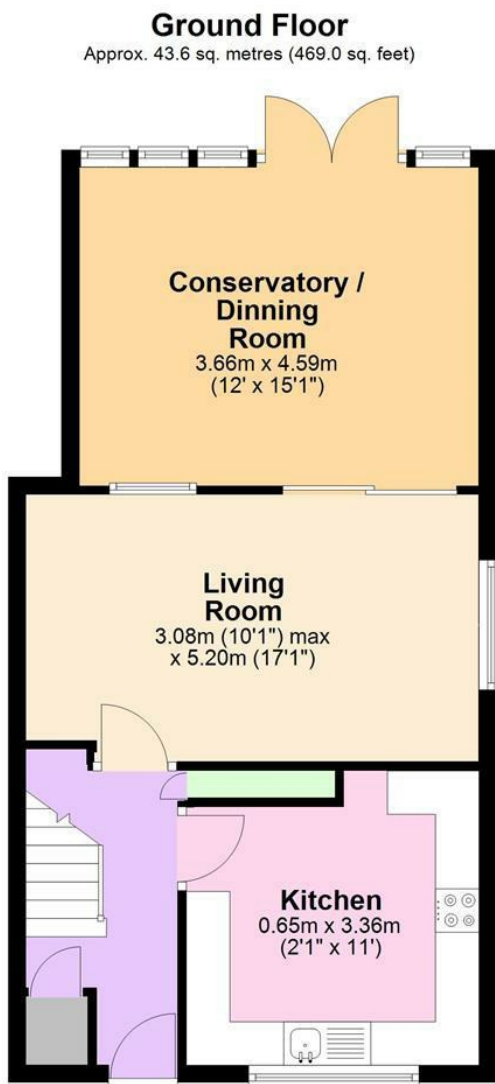 Ground Floor
Approx. 43.6 sq. metres (469.0 sq. feet)
Conservatory /
Dinning
Room
3.66m x 4.59m
(12' x 15'1")
Living
Room
3.08m (10'1") max
x 5.20m (17'1")
Kitchen
0.65m x 3.36m
(2'1" x 11')